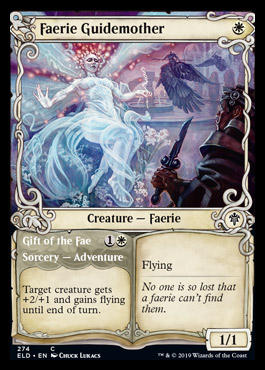 Faerie Guidemother
Creature — Faerie
Gift of the Fae 1
Sorcery — Adventure
Target creature gets
+2/+1 and gains flying
until end of turn.
Flying
No one is so lost that
a faerie can't find
them.
1/1
274 C
ELD • EN Chuck Lukacs
™ & © 2019 Wizards of the Coast